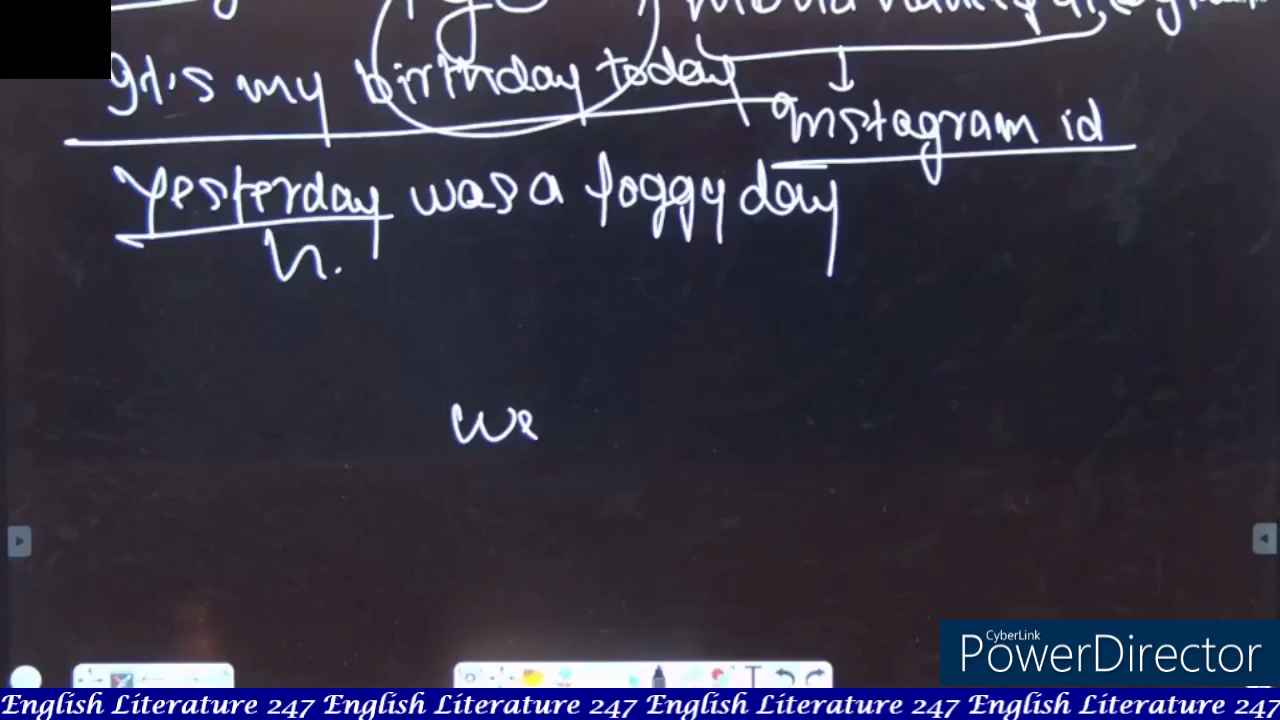 It's my birthday today
Instagram id
Yesterday was a foggy day
n.
we
CyberLink
PowerDirector
English Literature 247 English Literature 247 English Literature 247 English Literature 247